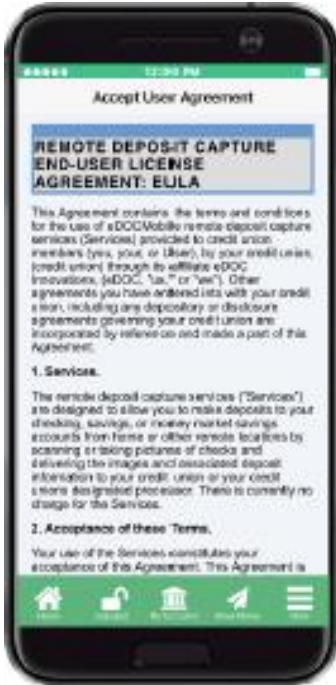 12:00 PM
Accept User Agreement
REMOTE DEPOSIT CAPTURE
END-USER LICENSE
AGREEMENT: EULA
This Agreement contains the terms and conditions
for the use of eDOCMobile remote deposit capture
services (Services) provided to credit union
members (you, your, or User), by your credit union,
(credit union) through its affiliate eDOC
Innovations, (eDOC, "us," or "we"). Other
agreements you have entered into with your credit
union, including any depository or disclosure
agreements governing your credit union are
incorporated by reference and made a part of this
Agreement.
1. Services.
The remote deposit capture services ("Services")
are designed to allow you to make deposits to your
checking, savings, or money market savings
accounts from home or other remote locations by
scanning or taking pictures of checks and
delivering the images and associated deposit
information to your credit union or your credit
unions designated processor. There is currently no
charge for the Services.
2. Acceptance of these Terms.
Your use of the Services constitutes your
acceptance of this Agreement. This Agreement is